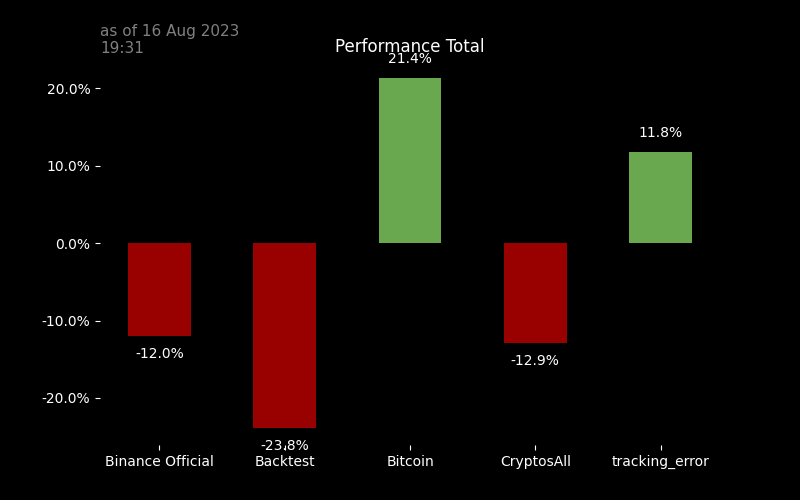 as of 16 Aug 2023
19:31
Performance Total
21.4%
20.0%
11.8%
10.0%
0.0%
-10.0%
-12.0%
-12.9%
-20.0%
-23.8%
Binance Official
Backtest
Bitcoin
CryptosAll
tracking_error